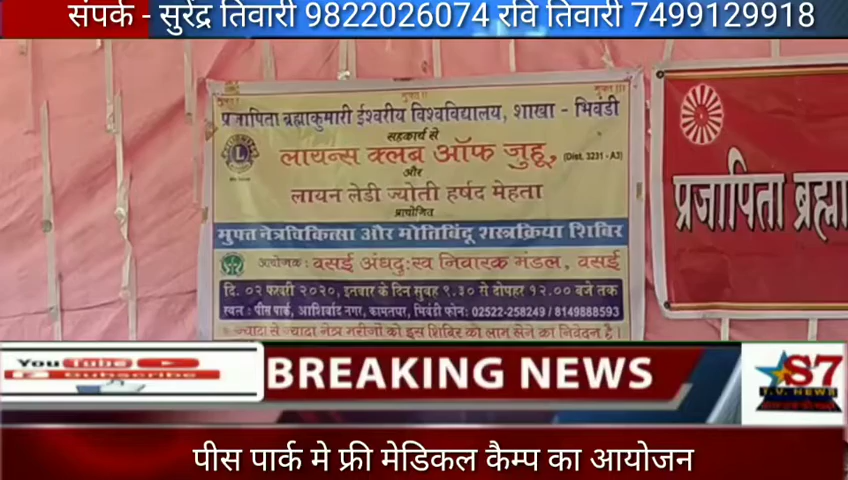 संपर्क - सुरेंद्र तिवारी 9822026074 रवि तिवारी 7499129918
प्रजापिता ब्रह्माकुमारी ईश्वरीय विश्वविद्यालय, शाखा - भिवंडी
सहकार्य से
लायन्स क्लब ऑफ जुहू, (Dist. 3231 - A3)
और
लायन लेडी ज्योती हर्षद मेहता
प्रायोजित
मुफ्त नेत्रचिकित्सा और मोतिबिंदू शस्त्रक्रिया शिबिर
आयोजक : वसई अंधदुःख निवारक मंडल, वसई
दि. ०२ फरवरी २०२०, इतवार के दिन सुबह ९.३० से दोपहर १२.०० बजे तक
स्थल : पीस पार्क, आशिर्वाद नगर, कामतघर, भिवंडी फोन: 02522-258249 / 8149888593
ज्यादा से ज्यादा नेत्र मरीजों को इस शिबिर का लाभ लेने का निवेदन है।
प्रजापिता ब्रह्मा
YouTube
Subscribe
BREAKING NEWS
S7
T.V. NEWS
पीस पार्क मे फ्री मेडिकल कैम्प का आयोजन